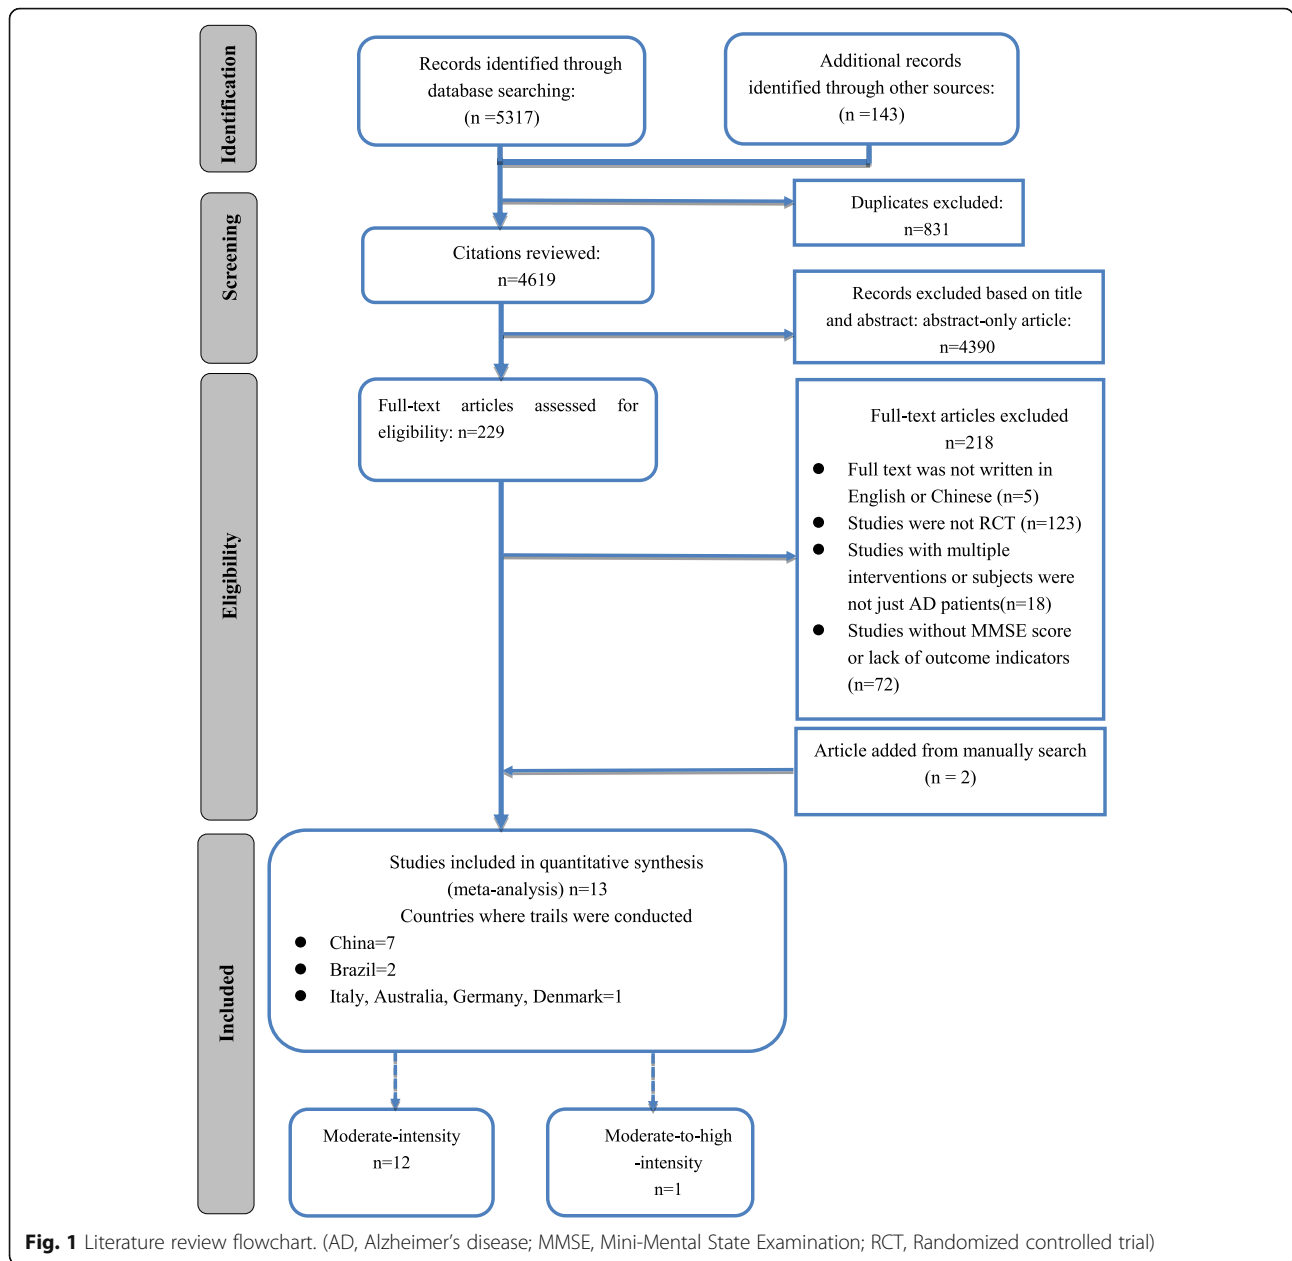 Identification
Records identified through
database searching:
(n =5317)
Additional records
identified through other sources:
(n =143)
Screening
Duplicates excluded:
n=831
Citations reviewed:
n=4619
Records excluded based on title
and abstract: abstract-only article:
n=4390
Eligibility
Full-text articles assessed for
eligibility: n=229
Full-text articles excluded
n=218
● Full text was not written in
English or Chinese (n=5)
● Studies were not RCT (n=123)
● Studies with multiple
interventions or subjects were
not just AD patients(n=18)
● Studies without MMSE score
or lack of outcome indicators
(n=72)
Article added from manually search
(n = 2)
Included
Studies included in quantitative synthesis
(meta-analysis) n=13
Countries where trails were conducted
● China=7
● Brazil=2
● Italy, Australia, Germany, Denmark=1
Moderate-intensity
n=12
Moderate-to-high
-intensity
n=1
Fig. 1 Literature review flowchart. (AD, Alzheimer's disease; MMSE, Mini-Mental State Examination; RCT, Randomized controlled trial)